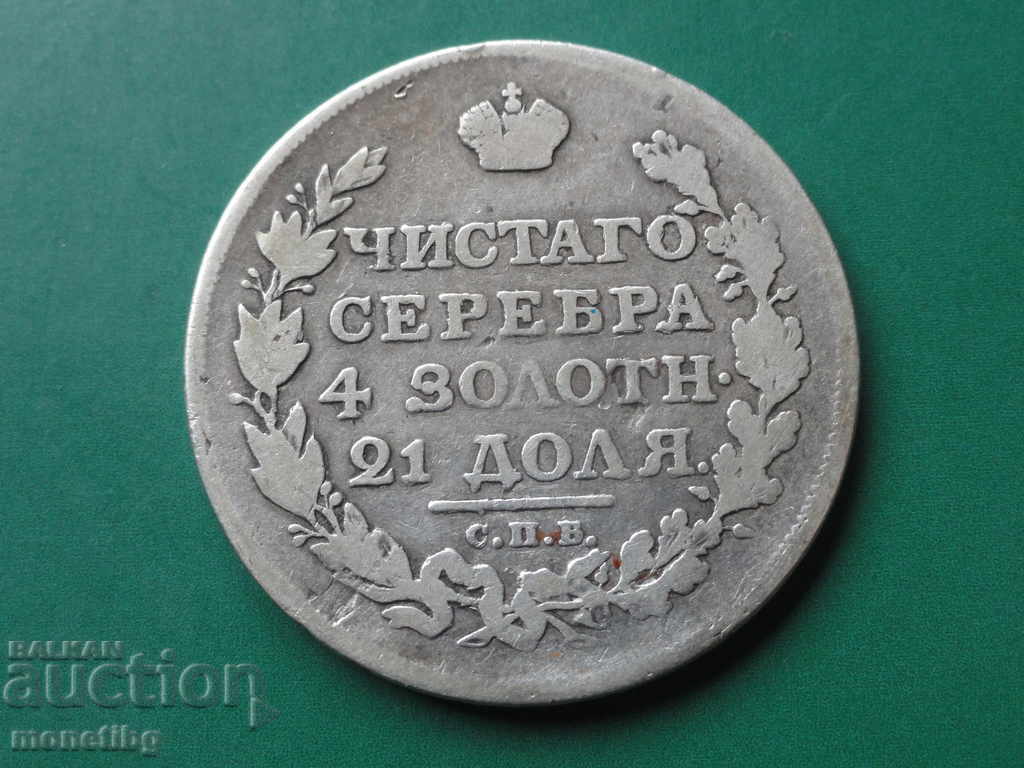 ЧИСТАГО
СЕРЕБРА
4 ЗОЛОТН.
21 ДОЛЯ.
С.П.Б.
BALKAN
auction
monetibg